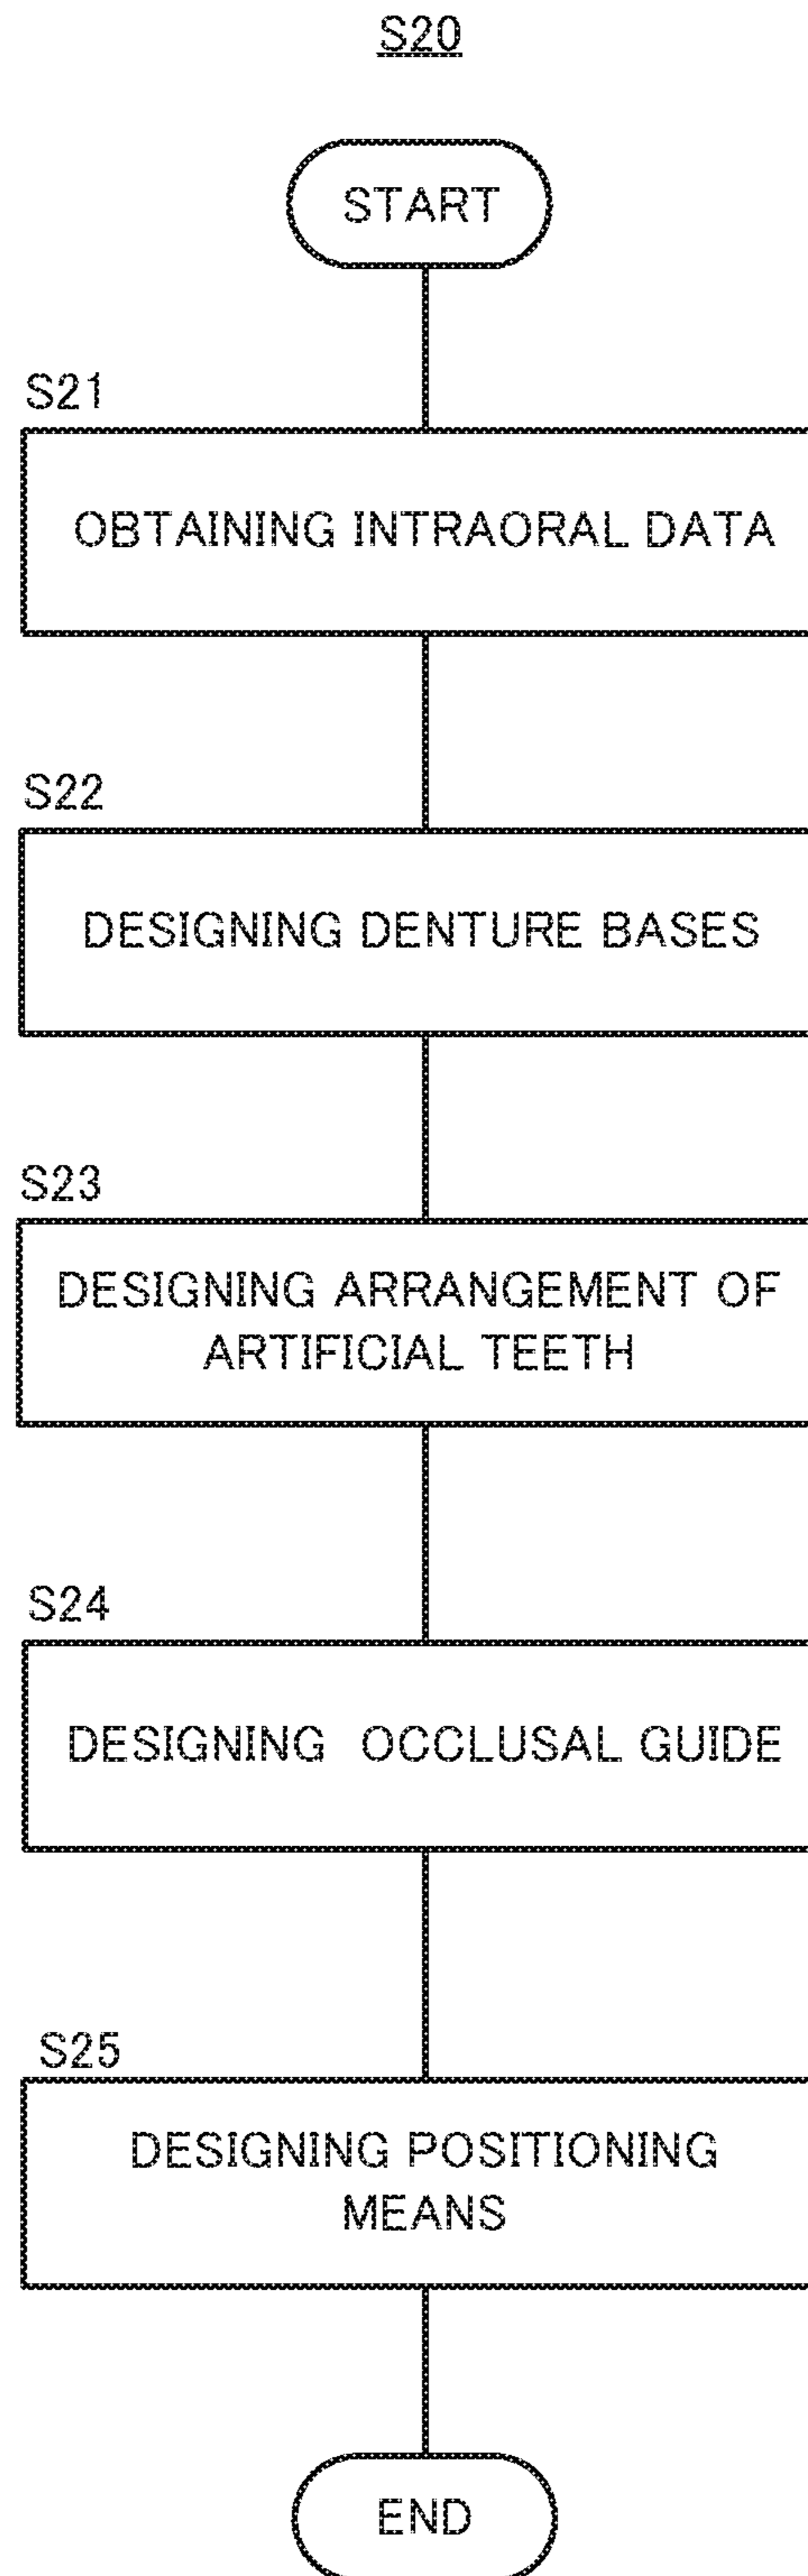 S20
START
S21
OBTAINING INTRAORAL DATA
S22
DESIGNING DENTURE BASES
S23
DESIGNING ARRANGEMENT OF
ARTIFICIAL TEETH
S24
DESIGNING OCCLUSAL GUIDE
S25
DESIGNING POSITIONING
MEANS
END